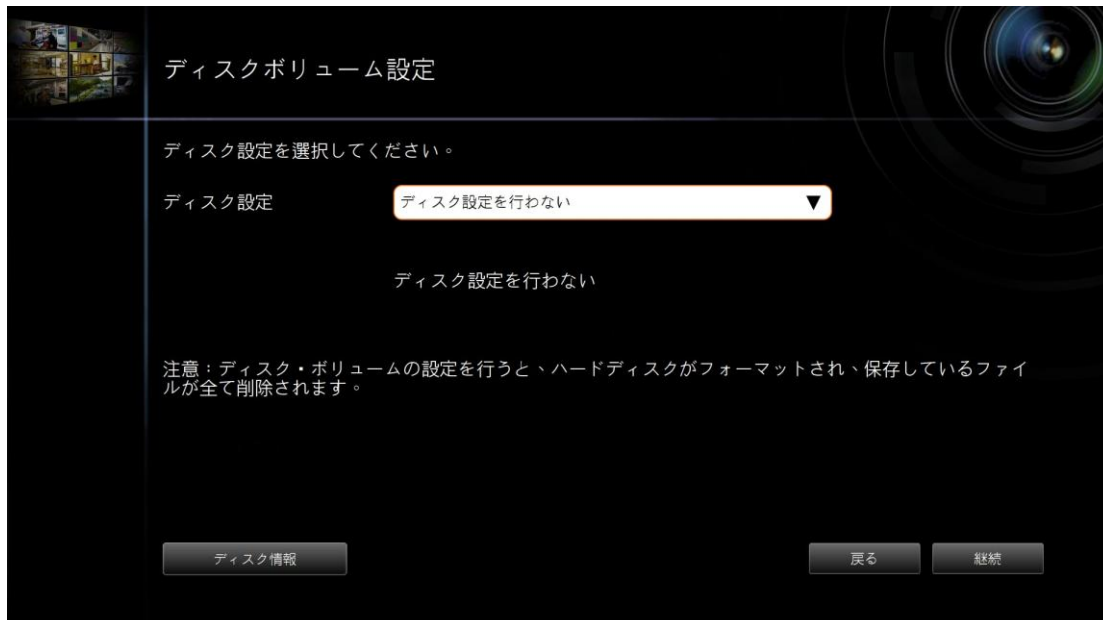 ディスクボリューム設定
ディスク設定を選択してください。
ディスク設定
ディスク設定を行わない
▼
ディスク設定を行わない
注意：ディスク・ボリュームの設定を行うと、ハードディスクがフォーマットされ、保存しているファイ
ルが全て削除されます。
ディスク情報
戻る
継続